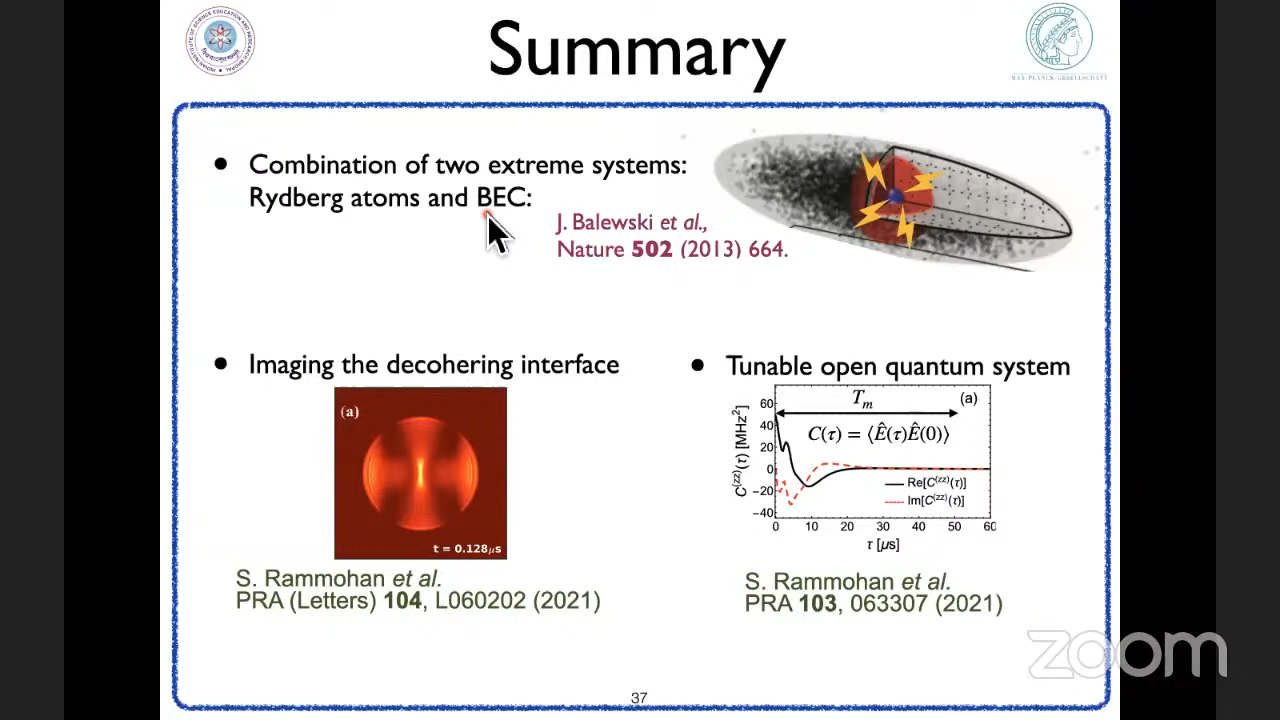 Summary
MAX-PLANCK-GESELLSCHAFT
• Combination of two extreme systems:
Rydberg atoms and BEC:
J. Balewski et al.,
Nature 502 (2013) 664.
• Imaging the decohering interface
(a)
t = 0.128μs
S. Rammohan et al.
PRA (Letters) 104, L060202 (2021)
• Tunable open quantum system
Tm
(a)
C(τ) = ⟨Ê(τ)Ê(0)⟩
C^(zz)(τ) [MHz²]
60
40
20
0
−20
−40
Re[C^(zz)(τ)]
Im[C^(zz)(τ)]
0 10 20 30 40 50 60
τ [μs]
S. Rammohan et al.
PRA 103, 063307 (2021)
zoom
37